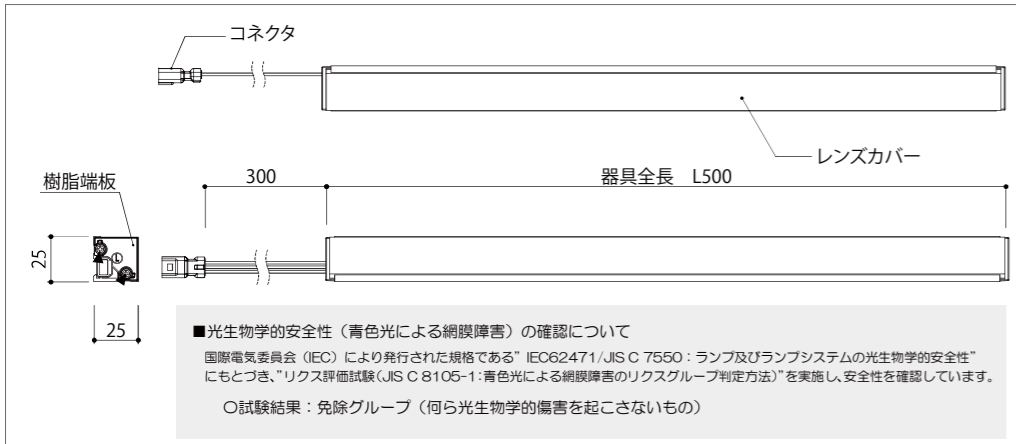 コネクタ
レンズカバー
樹脂端板
300
器具全長 L500
25
L
25
■光生物学的安全性（青色光による網膜障害）の確認について
国際電気委員会（IEC）により発行された規格である” IEC62471/JIS C 7550：ランプ及びランプシステムの光生物学的安全性”
にもとづき、”リクス評価試験（JIS C 8105-1：青色光による網膜障害のリクスグループ判定方法）”を実施し、安全性を確認しています。
○試験結果：免除グループ（何ら光生物学的傷害を起こさないもの）